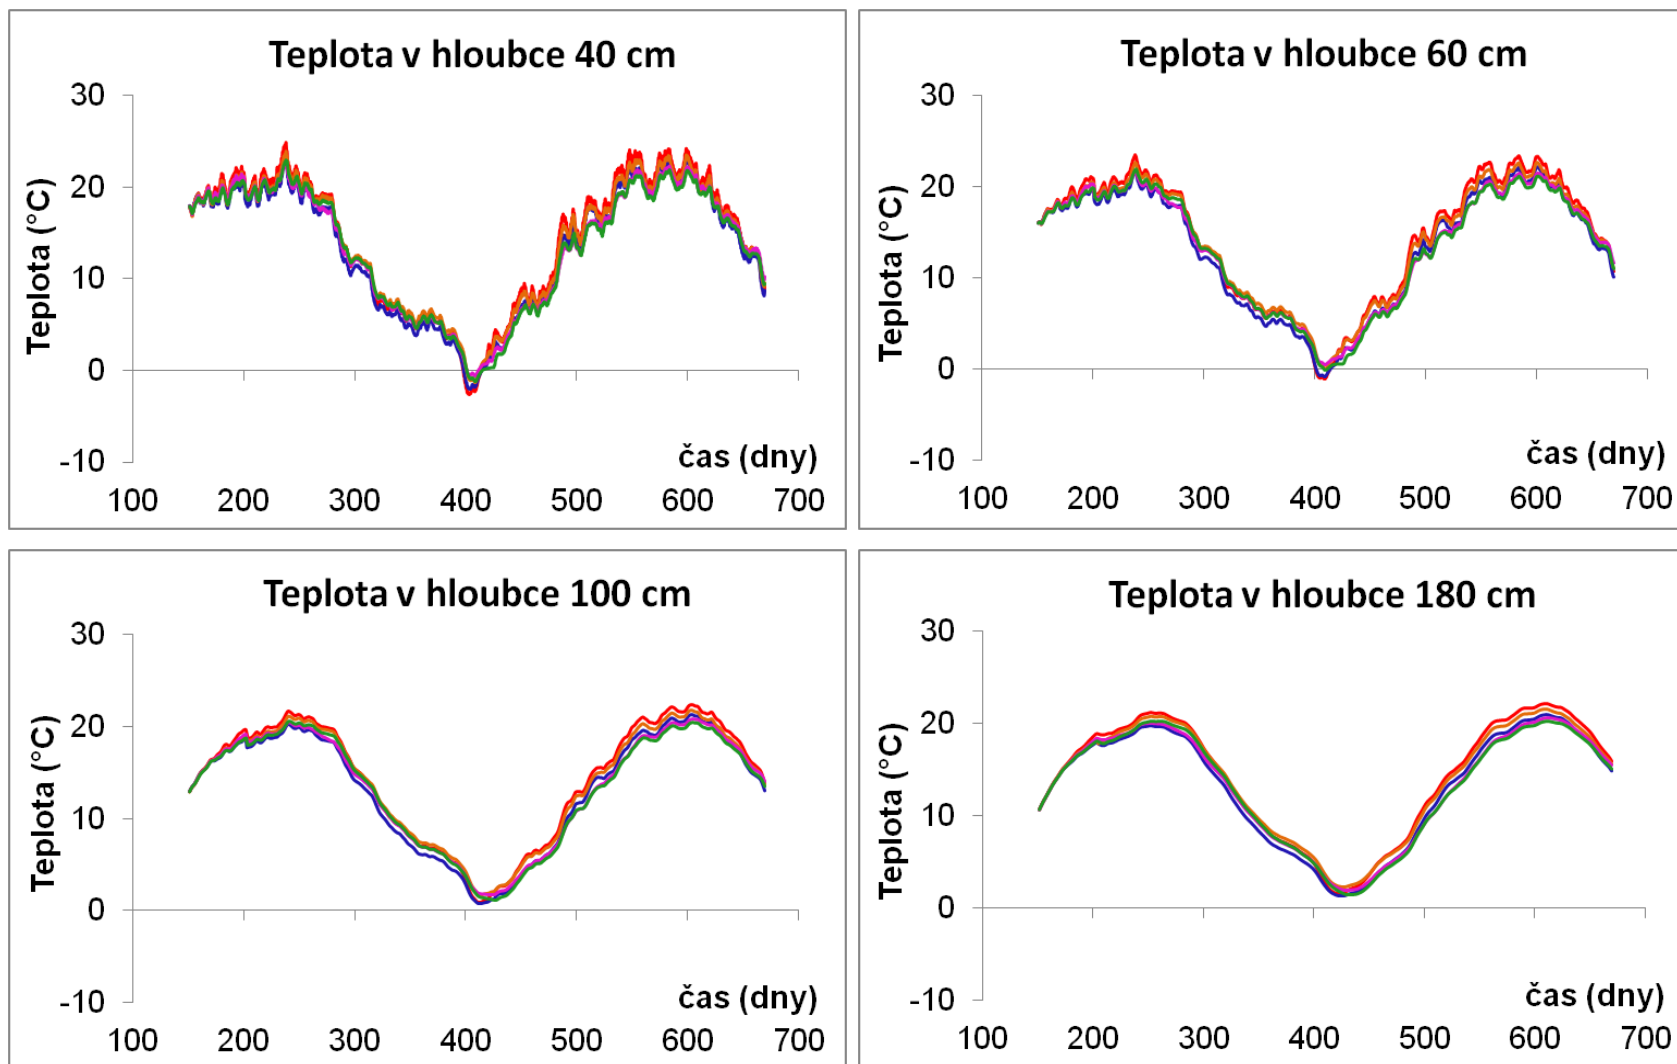 Teplota v hloubce 40 cm
30
20
10
0
-10
Teplota (°C)
čas (dny)
100 200 300 400 500 600 700
Teplota v hloubce 60 cm
30
20
10
0
-10
Teplota (°C)
čas (dny)
100 200 300 400 500 600 700
Teplota v hloubce 100 cm
30
20
10
0
-10
Teplota (°C)
čas (dny)
100 200 300 400 500 600 700
Teplota v hloubce 180 cm
30
20
10
0
-10
Teplota (°C)
čas (dny)
100 200 300 400 500 600 700